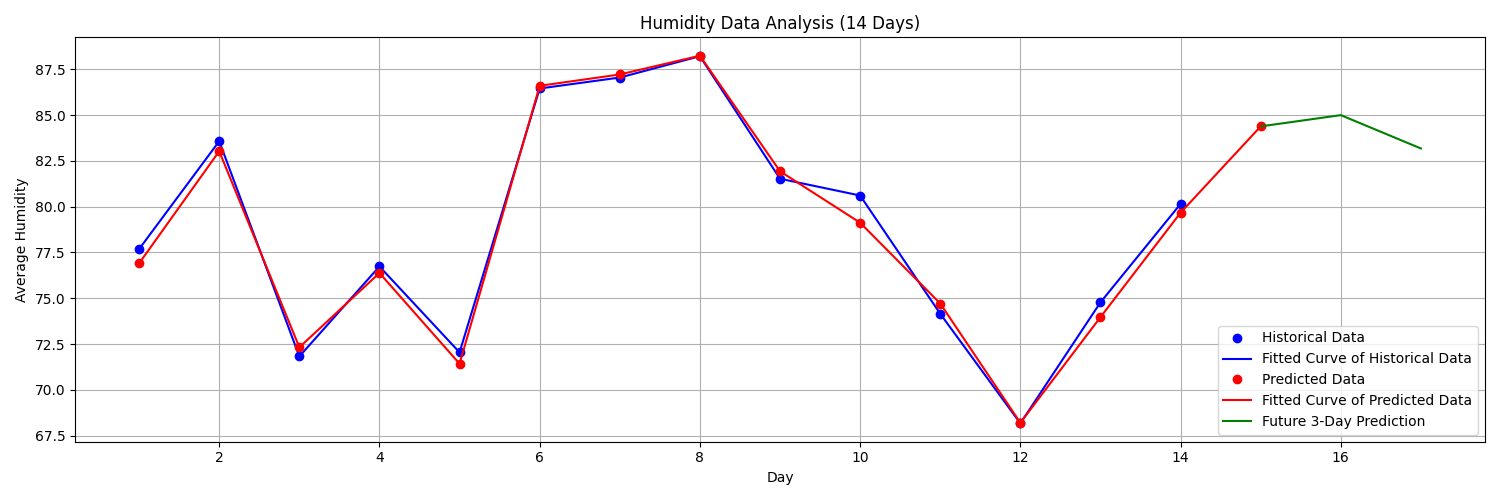 Humidity Data Analysis (14 Days)
Average Humidity
87.5
85.0
82.5
80.0
77.5
75.0
72.5
70.0
67.5
Historical Data
Fitted Curve of Historical Data
Predicted Data
Fitted Curve of Predicted Data
Future 3-Day Prediction
2 4 6 8 10 12 14 16
Day